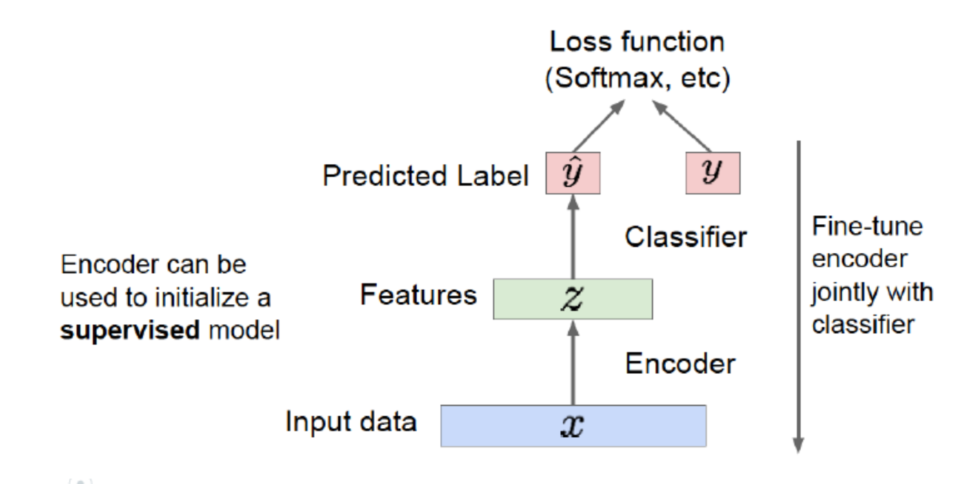 Loss function
(Softmax, etc)
Predicted Label
ŷ
y
Classifier
Fine-tune
encoder
jointly with
classifier
Encoder can be
used to initialize a
supervised model
Features
z
Encoder
Input data
x